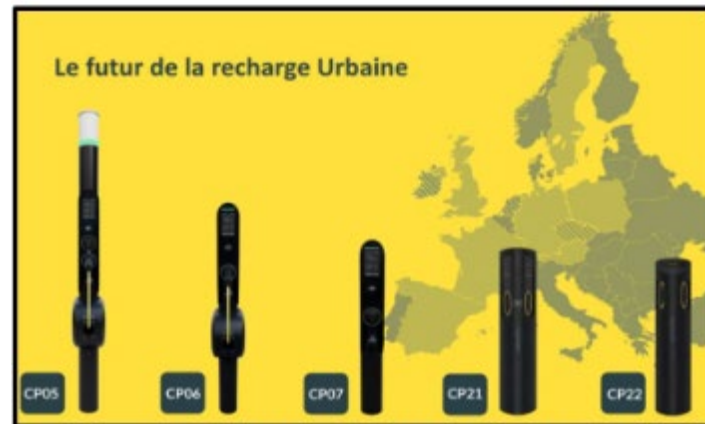 Le futur de la recharge Urbaine
CP05
CP06
CP07
CP21
CP22